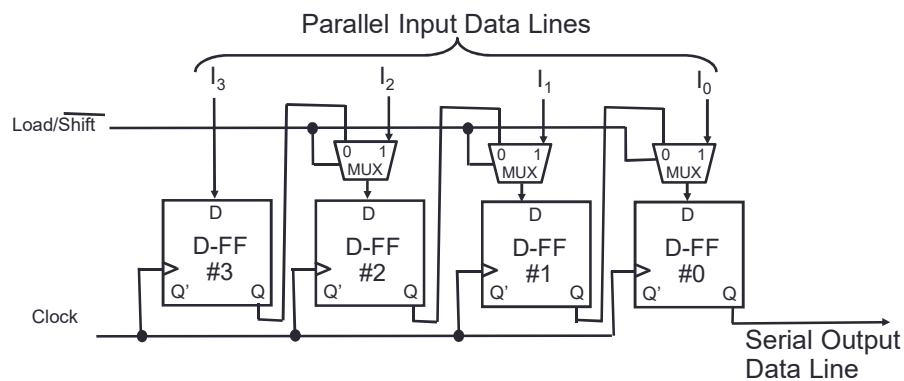 Parallel Input Data Lines
I3 I2 I1 I0
Load/Shift
0 1 0 1 0 1
MUX MUX MUX
D D D D
D-FF D-FF D-FF D-FF
#3 #2 #1 #0
Q' Q Q' Q Q' Q Q' Q
Clock
Serial Output
Data Line